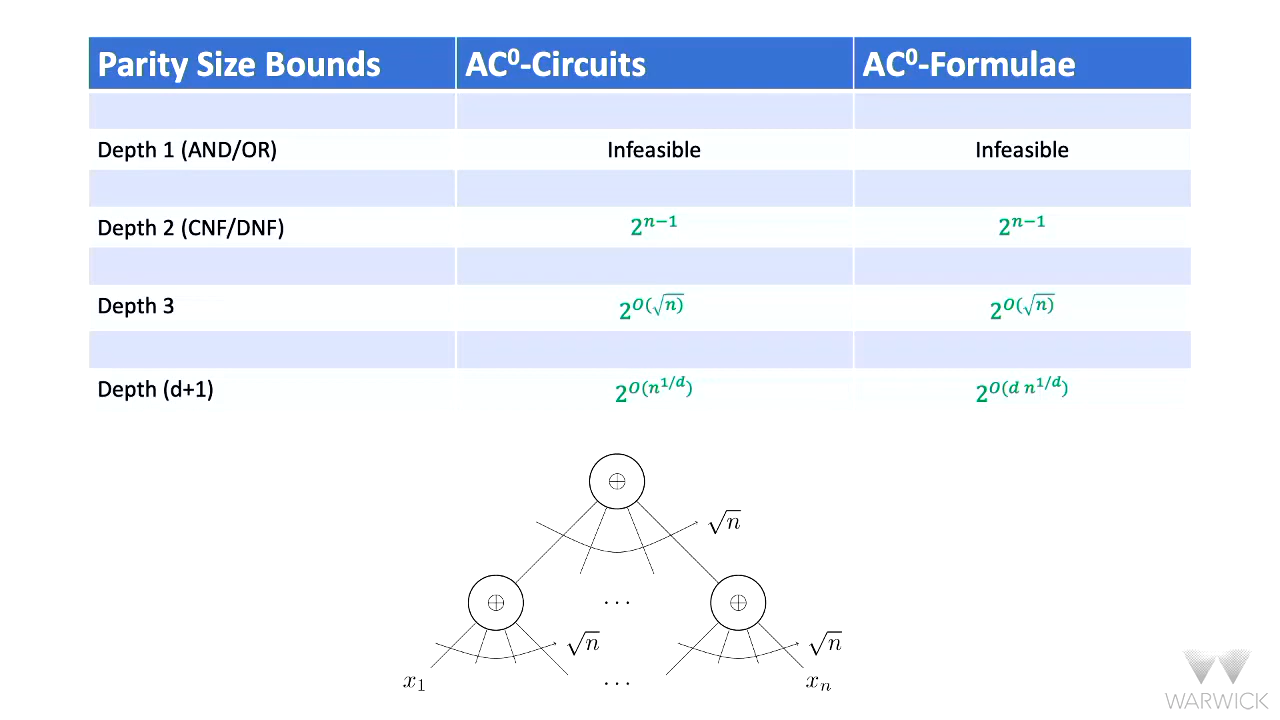 Parity Size Bounds AC⁰-Circuits AC⁰-Formulae
Depth 1 (AND/OR) Infeasible Infeasible
Depth 2 (CNF/DNF) 2^{n−1} 2^{n−1}
Depth 3 2^{O(√n)} 2^{O(√n)}
Depth (d+1) 2^{O(n^{1/d})} 2^{O(d n^{1/d})}
⊕
√n
⊕ ... ⊕
√n √n
x₁ ... xₙ
WARWICK